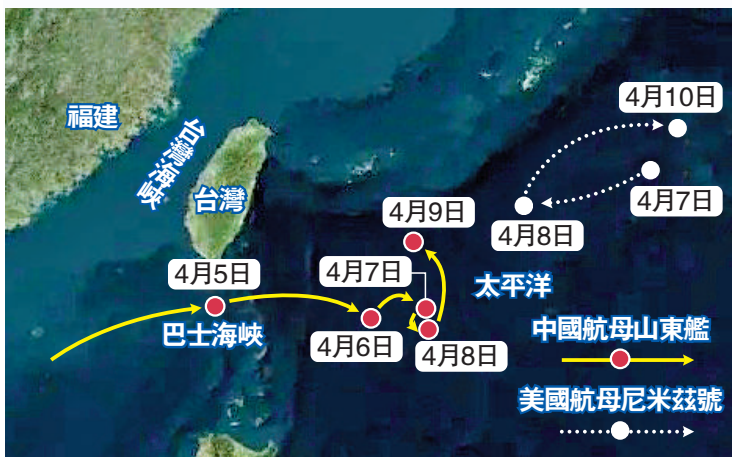 4月10日
福建
台灣海峽
台灣
4月7日
4月9日
4月8日
4月5日
4月7日
太平洋
巴士海峽
4月6日
4月8日
中國航母山東艦
美國航母尼米茲號